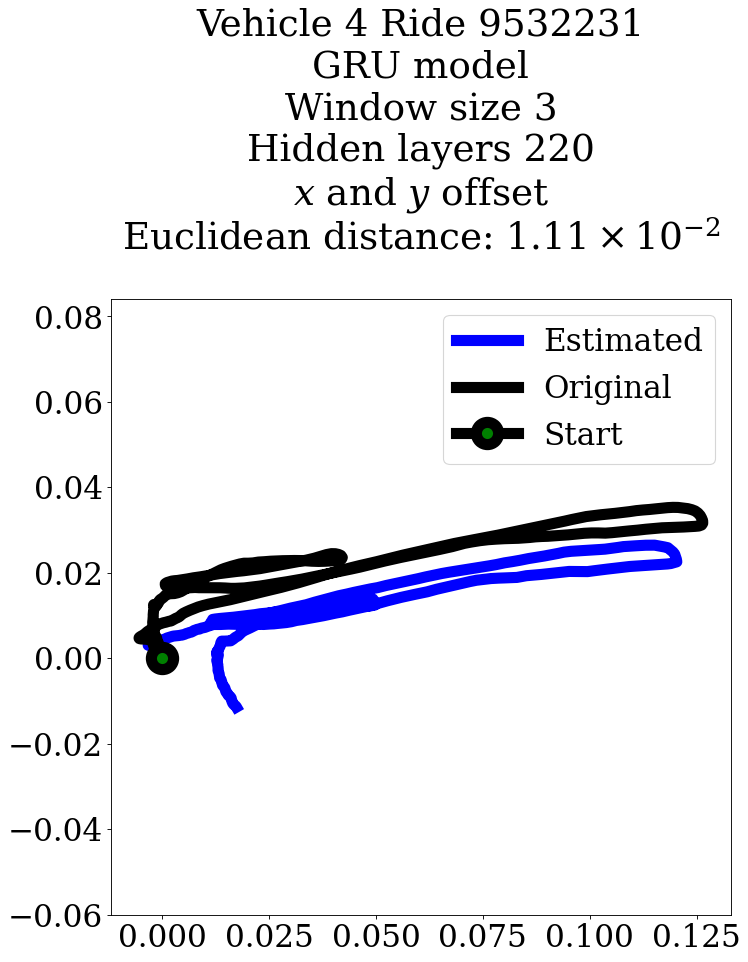 Vehicle 4 Ride 9532231
GRU model
Window size 3
Hidden layers 220
x and y offset
Euclidean distance: 1.11 × 10⁻²
Estimated
Original
Start
0.08
0.06
0.04
0.02
0.00
−0.02
−0.04
−0.06
0.000 0.025 0.050 0.075 0.100 0.125